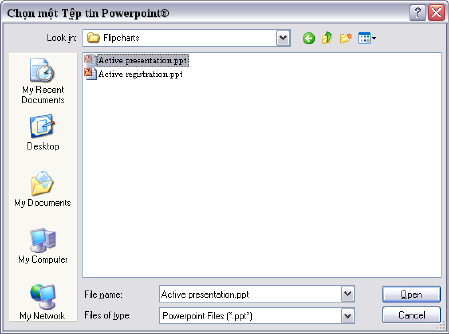 Chọn một Tệp tin Powerpoint®
Look in: Flipcharts
Active presentation.ppt
Active registration.ppt
My Recent
Documents
Desktop
My Documents
My Computer
My Network
File name: Active presentation.ppt Open
Files of type: Powerpoint Files (*.ppt*) Cancel